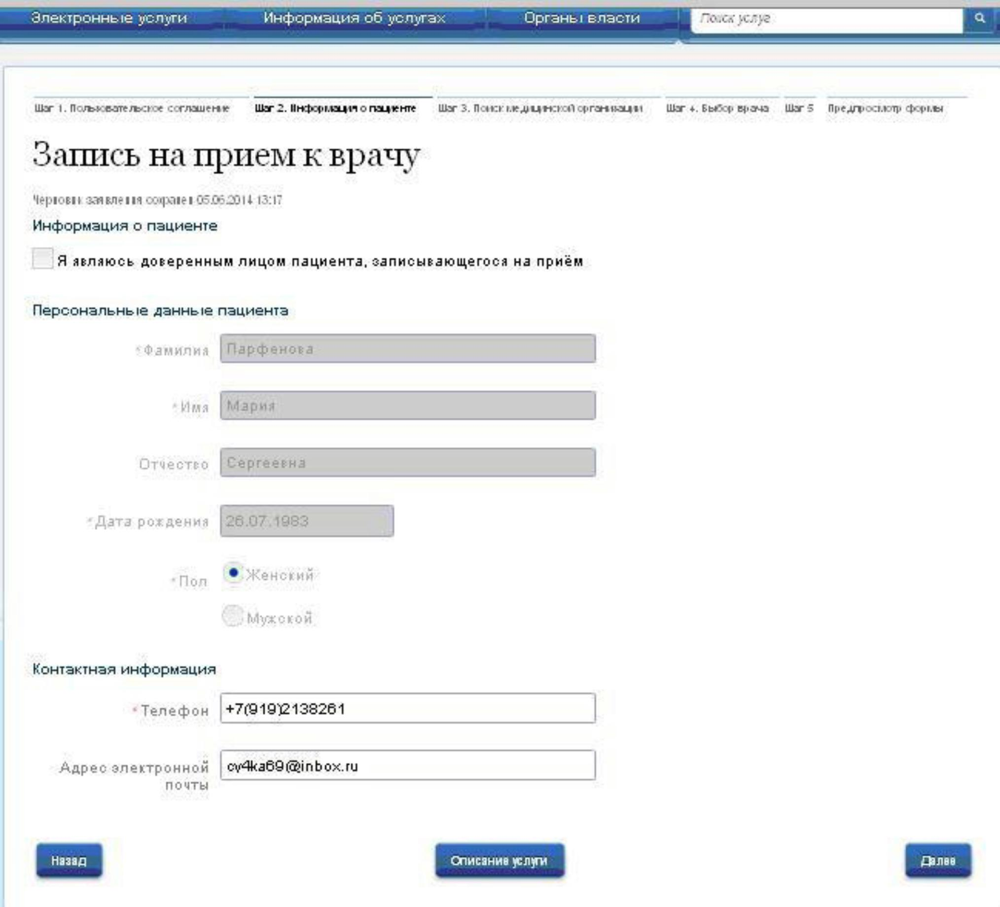 Электронные услуги Информация об услугах Органы власти Поиск услуг
Шаг 1. Пользовательское соглашение Шаг 2. Информация о пациенте Шаг 3. Поиск медицинской организации Шаг 4. Выбор врача Шаг 5 Предпросмотр формы
Запись на прием к врачу
Черновик заявления сохранен 05.06.2014 13:17
Информация о пациенте
Я являюсь доверенным лицом пациента, записывающегося на приём
Персональные данные пациента
*Фамилия Парфенова
*Имя Мария
Отчество Сергеевна
*Дата рождения 26.07.1983
*Пол Женский
Мужской
Контактная информация
*Телефон +7(919)2138261
Адрес электронной почты cy4ka69@inbox.ru
Назад Описание услуги Далее